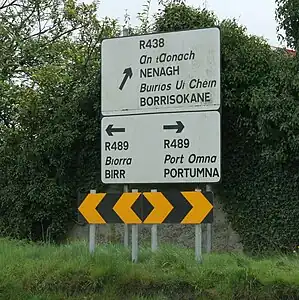 R438
An tAonach
NENAGH
Buiríos Uí Chéin
BORRISOKANE
R489
Biorra
BIRR
R489
Port Omna
PORTUMNA